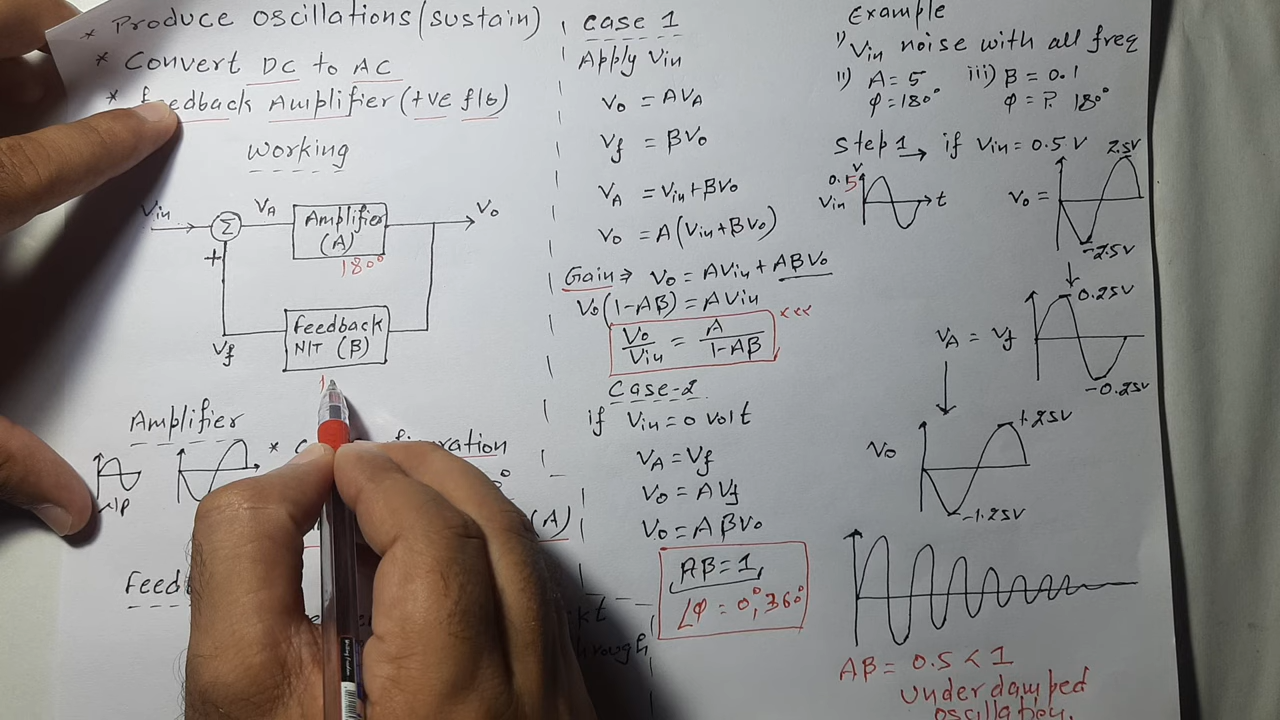 * Produce Oscillations (sustain)
* Convert DC to AC
* Feedback Amplifier (+ve f/b)
Working
Vin
Σ
+
VA
Amplifier
(A)
180°
Vo
Vf
feedback
N/T (β)
1
Amplifier
(A)
Case 1
Apply Vin
Vo = AVA
Vf = βVo
VA = Vin + βVo
Vo = A(Vin + βVo)
Gain ⇒ Vo = AVin + AβVo
Vo(1-Aβ) = AVin
Vo/Vin = A/1-Aβ
×××
Case-2
if Vin = 0 volt
VA = Vf
Vo = AVf
Vo = AβVo
Aβ = 1
∠φ = 0°, 360°
through
Example
i) Vin noise with all freq
ii) A = 5 iii) β = 0.1
φ = 180° φ = 180°
Step 1 → if Vin = 0.5 V
0.5 V
Vin
t
Vo =
2.5V
-2.5V
VA = Vf
0.25V
-0.25V
Vo
1.25V
-1.25V
Aβ = 0.5 < 1
Under damped
oscillation.